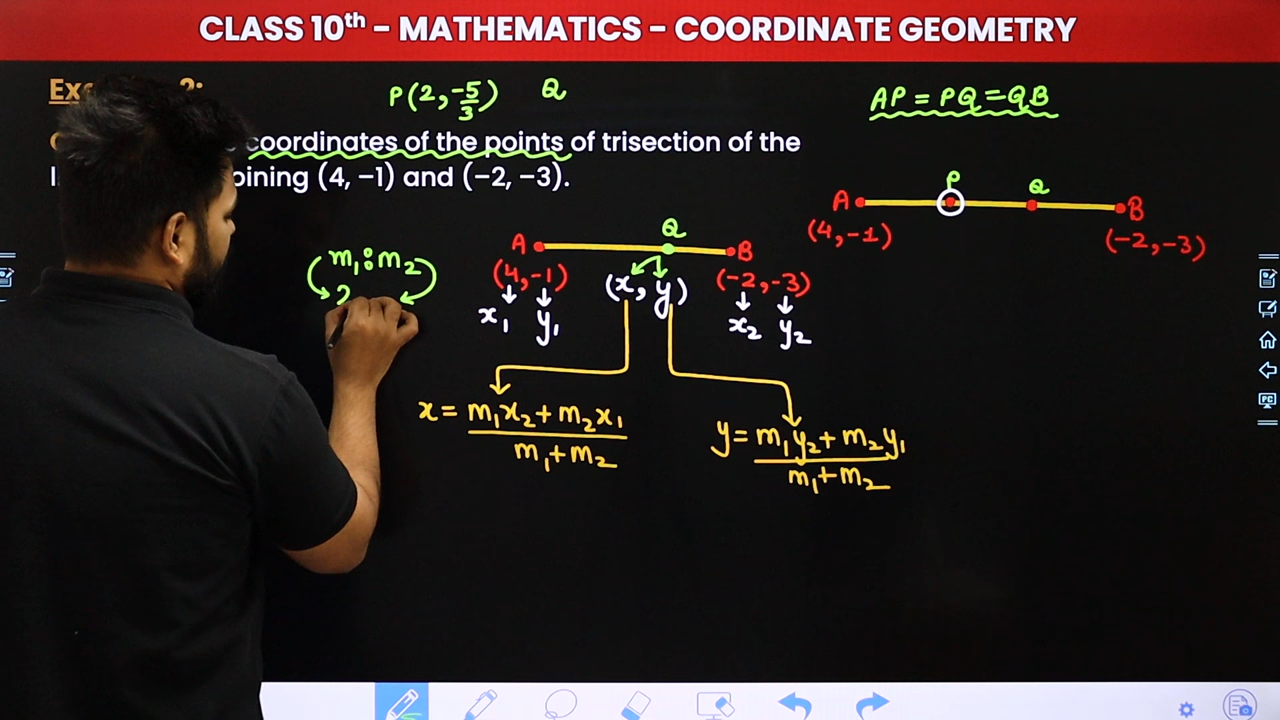 CLASS 10th - MATHEMATICS - COORDINATE GEOMETRY
P(2, -5/3) Q
AP = PQ = QB
coordinates of the points of trisection of the
(4, –1) and (–2, –3).
P
A Q B
(4, -1) (-2, -3)
Q
A B
m1 : m2
(4, -1) (x, y) (-2, -3)
2
x1 y1 x2 y2
x = m1x2 + m2x1 / m1 + m2
y = m1y2 + m2y1 / m1 + m2
PC